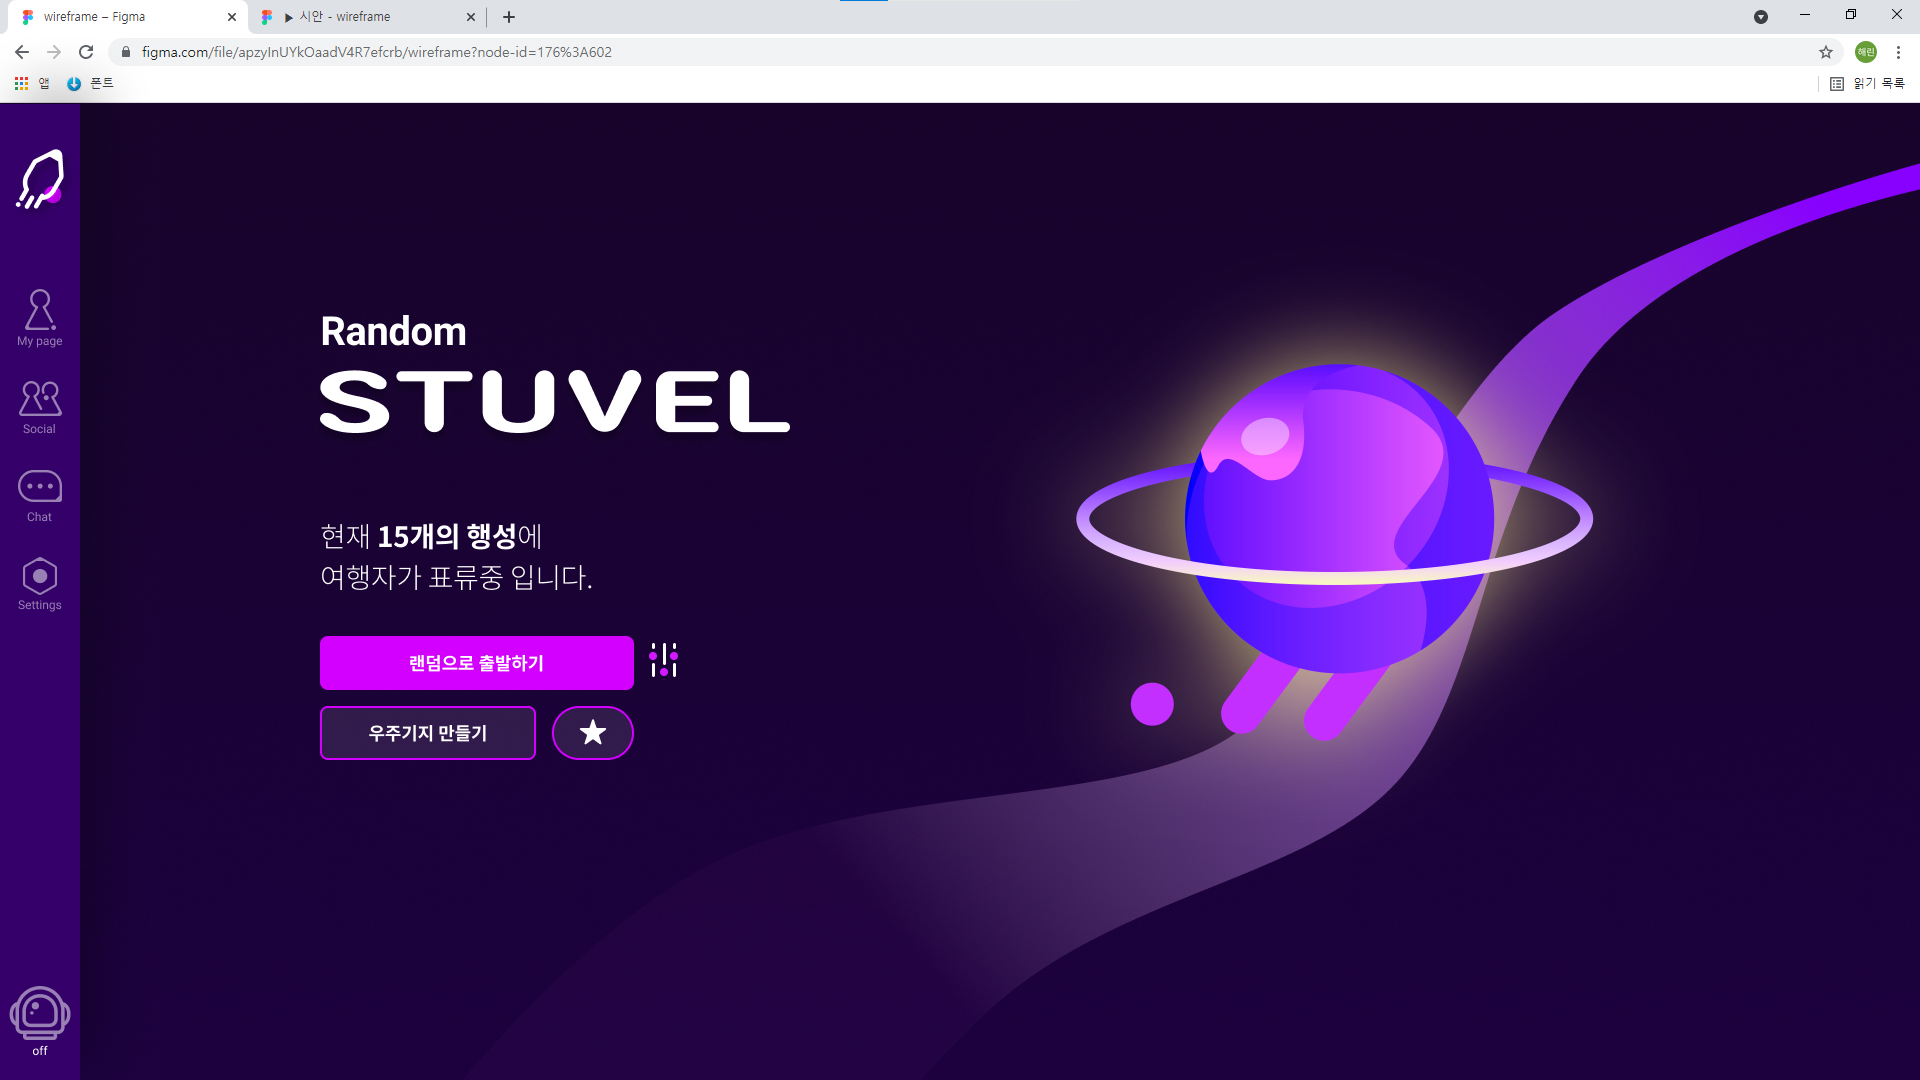 wireframe – Figma
▶ 시안 - wireframe
figma.com/file/apzyInUYkOaadV4R7efcrb/wireframe?node-id=176%3A602
해린
앱
폰트
읽기 목록
My page
Social
Chat
Settings
off
Random
STUVEL
현재 15개의 행성에
여행자가 표류중 입니다.
랜덤으로 출발하기
우주기지 만들기